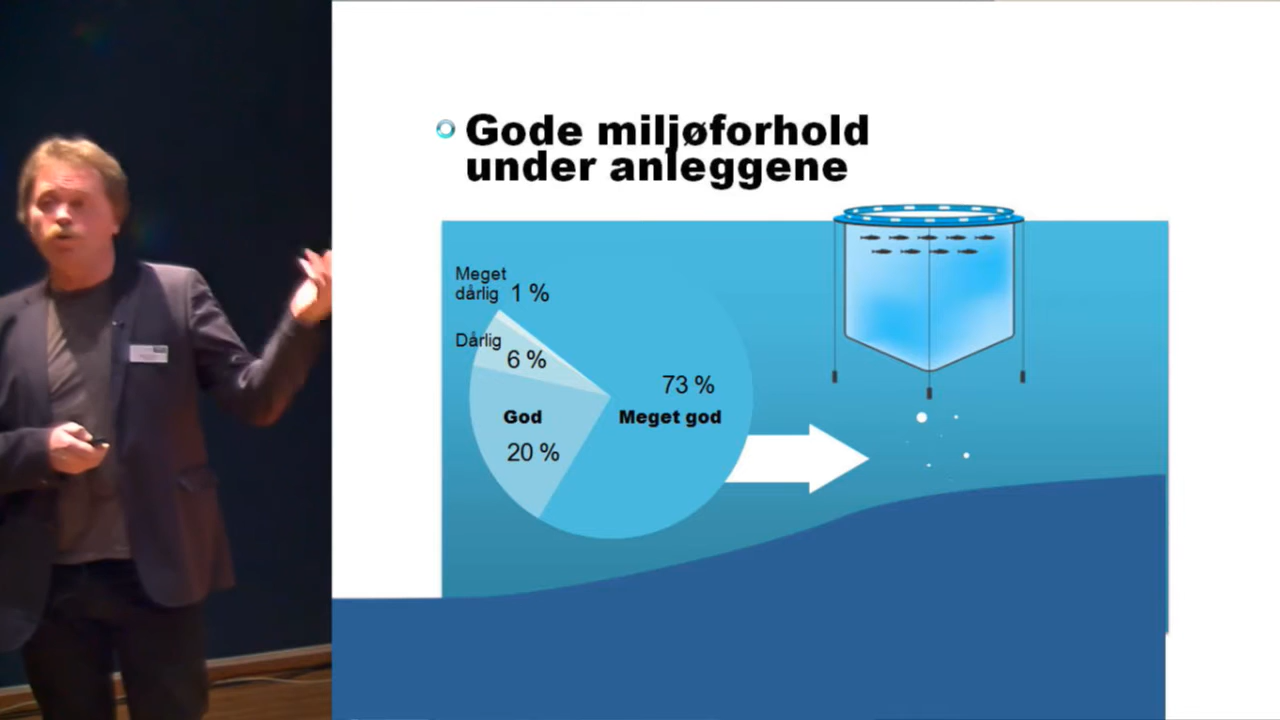 Gode miljøforhold
under anleggene
Meget
dårlig 1 %
Dårlig
6 %
73 %
God
Meget god
20 %